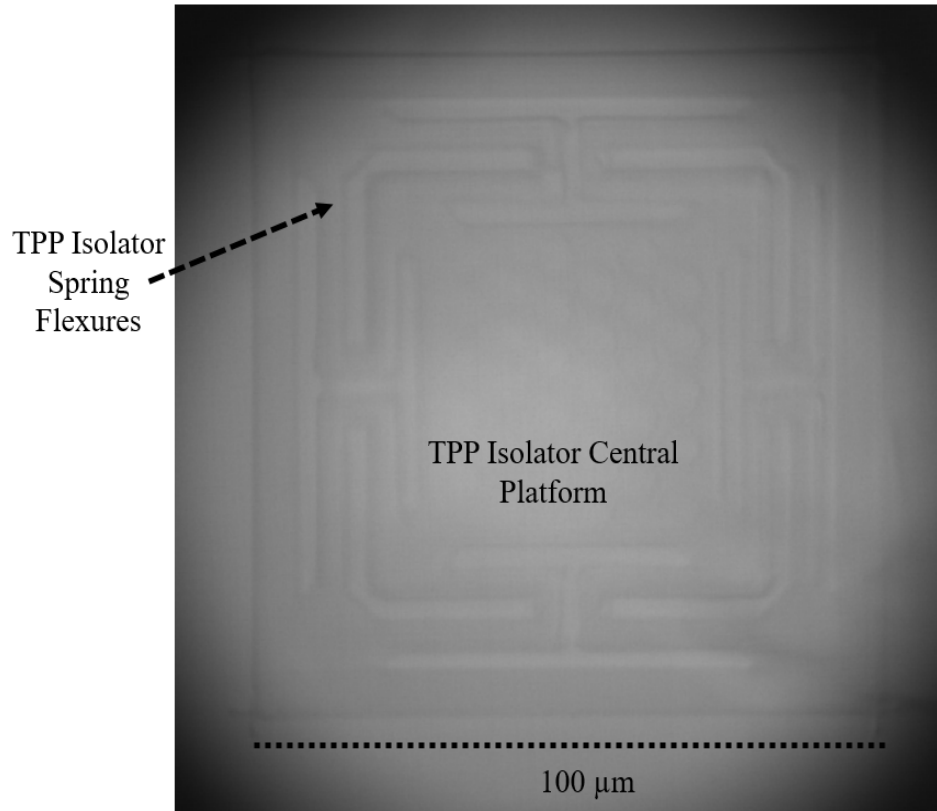 TPP Isolator
Spring
Flexures
TPP Isolator Central
Platform
100 µm